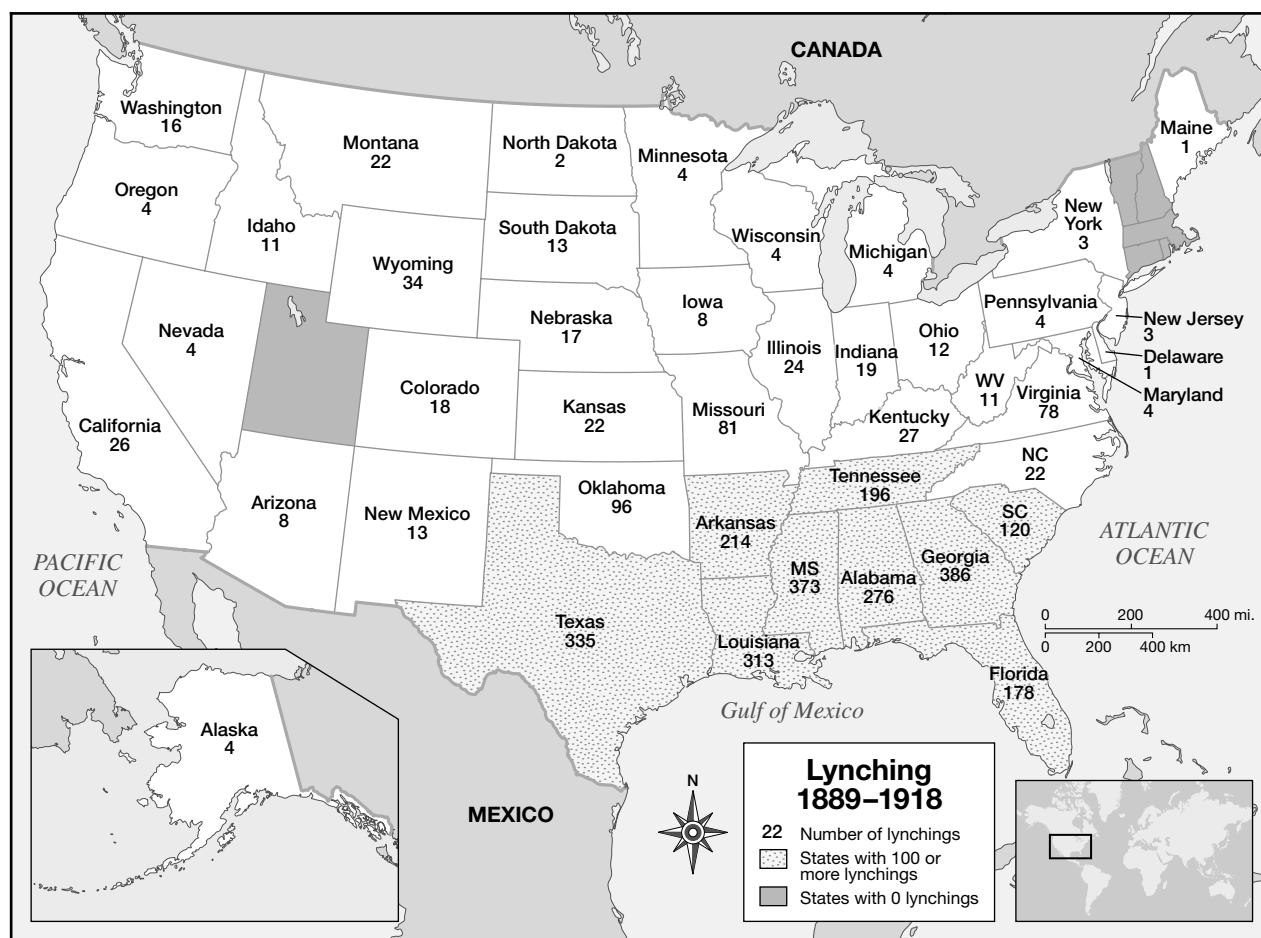 CANADA
Washington
16
Montana
22
North Dakota
2
Minnesota
4
Maine
1
Oregon
4
Idaho
11
South Dakota
13
Wisconsin
4
Michigan
4
New
York
3
Wyoming
34
Iowa
8
Pennsylvania
4
Nebraska
17
New Jersey
3
Nevada
4
Illinois
24
Indiana
19
Ohio
12
Delaware
1
Maryland
4
WV
11
Virginia
78
Colorado
18
Kansas
22
Missouri
81
Kentucky
27
California
26
NC
22
Tennessee
196
Oklahoma
96
Arizona
8
New Mexico
13
Arkansas
214
SC
120
ATLANTIC
OCEAN
PACIFIC
OCEAN
MS
373
Alabama
276
Georgia
386
Texas
335
Louisiana
313
0 200 400 mi.
0 200 400 km
Florida
178
Gulf of Mexico
Alaska
4
MEXICO
N
Lynching
1889–1918
22 Number of lynchings
States with 100 or
more lynchings
States with 0 lynchings